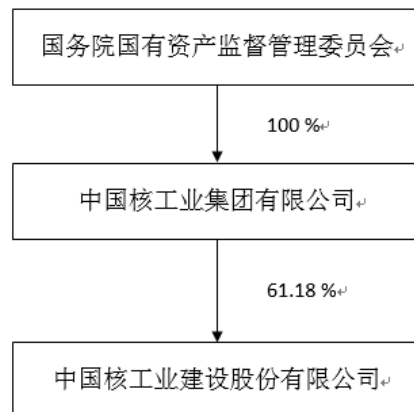 国务院国有资产监督管理委员会
100 %
中国核工业集团有限公司
61.18 %
中国核工业建设股份有限公司